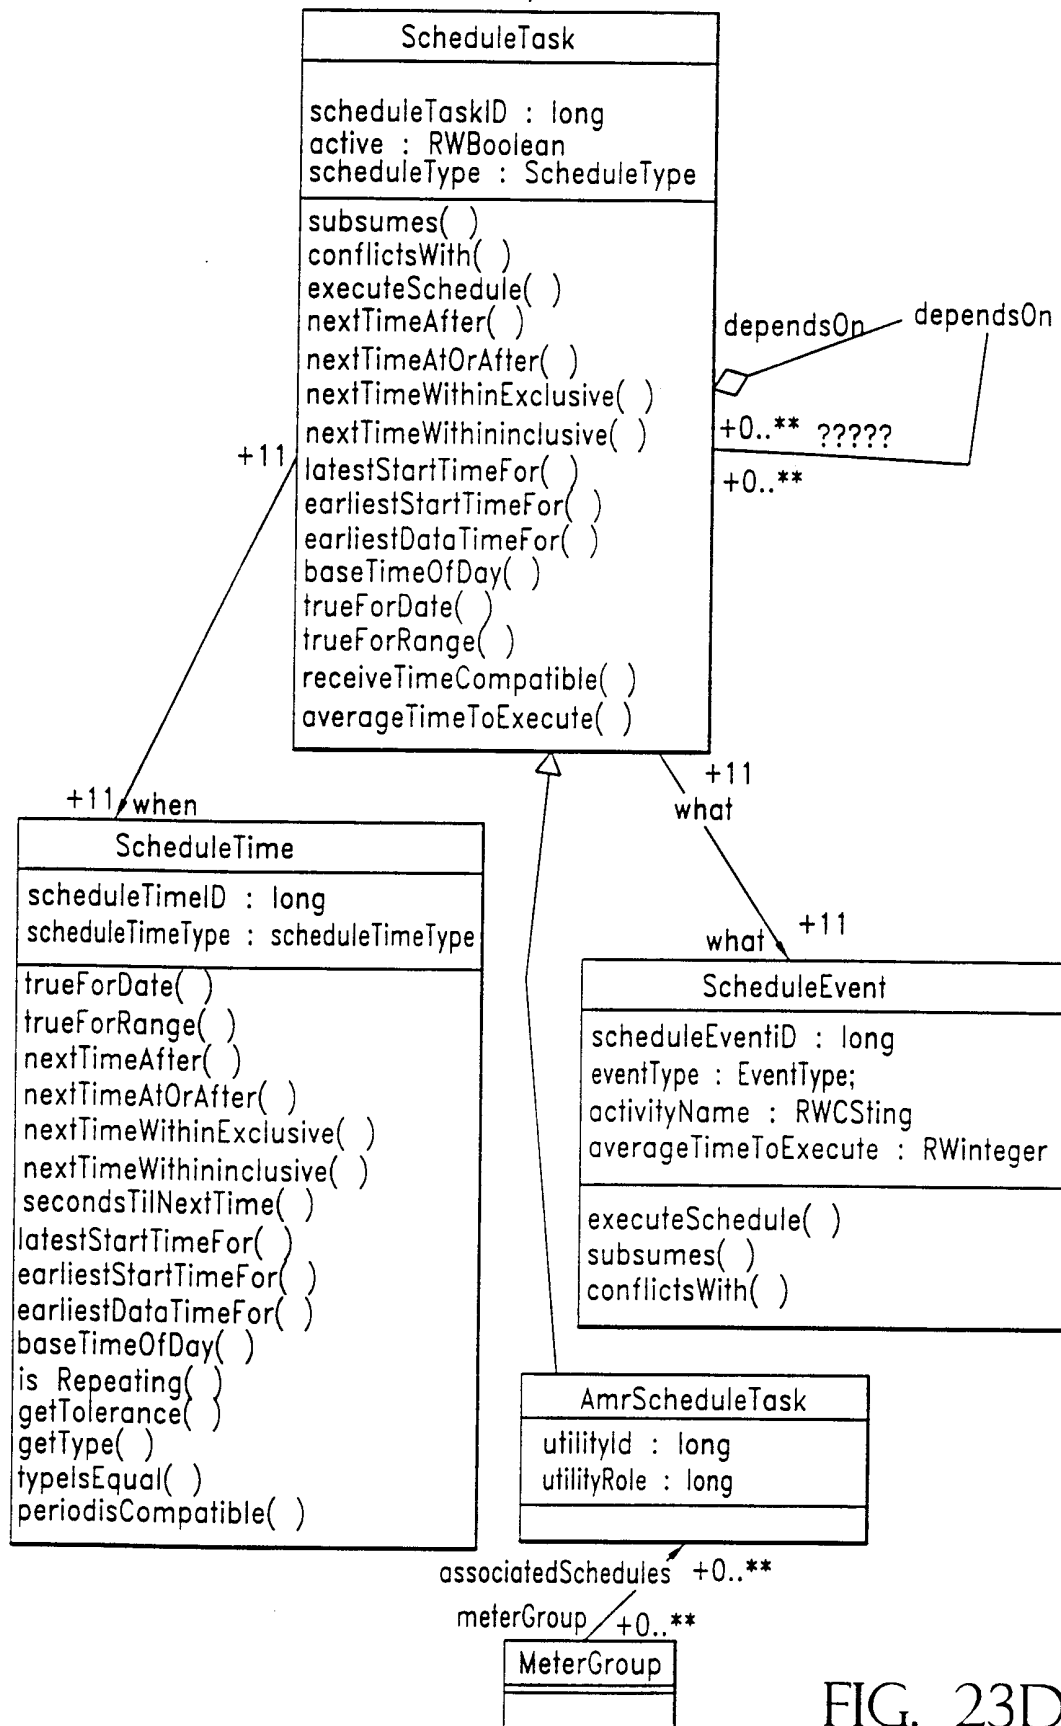 ScheduleTask
scheduleTaskID : long
active : RWBoolean
scheduleType : ScheduleType
subsumes( )
conflictsWith( )
executeSchedule( )
nextTimeAfter( )
nextTimeAtOrAfter( )
nextTimeWithinExclusive( )
nextTimeWithininclusive( )
latestStartTimeFor( )
earliestStartTimeFor( )
earliestDataTimeFor( )
baseTimeOfDay( )
trueForDate( )
trueForRange( )
receiveTimeCompatible( )
averageTimeToExecute( )
dependsOn
dependsOn
+0..** ?????
+0..**
+11
+11 when
+11
what
+11
what
ScheduleTime
scheduleTimeID : long
scheduleTimeType : scheduleTimeType
trueForDate( )
trueForRange( )
nextTimeAfter( )
nextTimeAtOrAfter( )
nextTimeWithinExclusive( )
nextTimeWithininclusive( )
secondsTilNextTime( )
latestStartTimeFor( )
earliestStartTimeFor( )
earliestDataTimeFor( )
baseTimeOfDay( )
is Repeating( )
getTolerance( )
getType( )
typeIsEqual( )
periodisCompatible( )
ScheduleEvent
scheduleEventiD : long
eventType : EventType;
activityName : RWCSting
averageTimeToExecute : RWinteger
executeSchedule( )
subsumes( )
conflictsWith( )
AmrScheduleTask
utilityId : long
utilityRole : long
associatedSchedules +0..**
meterGroup +0..**
MeterGroup
FIG. 23D